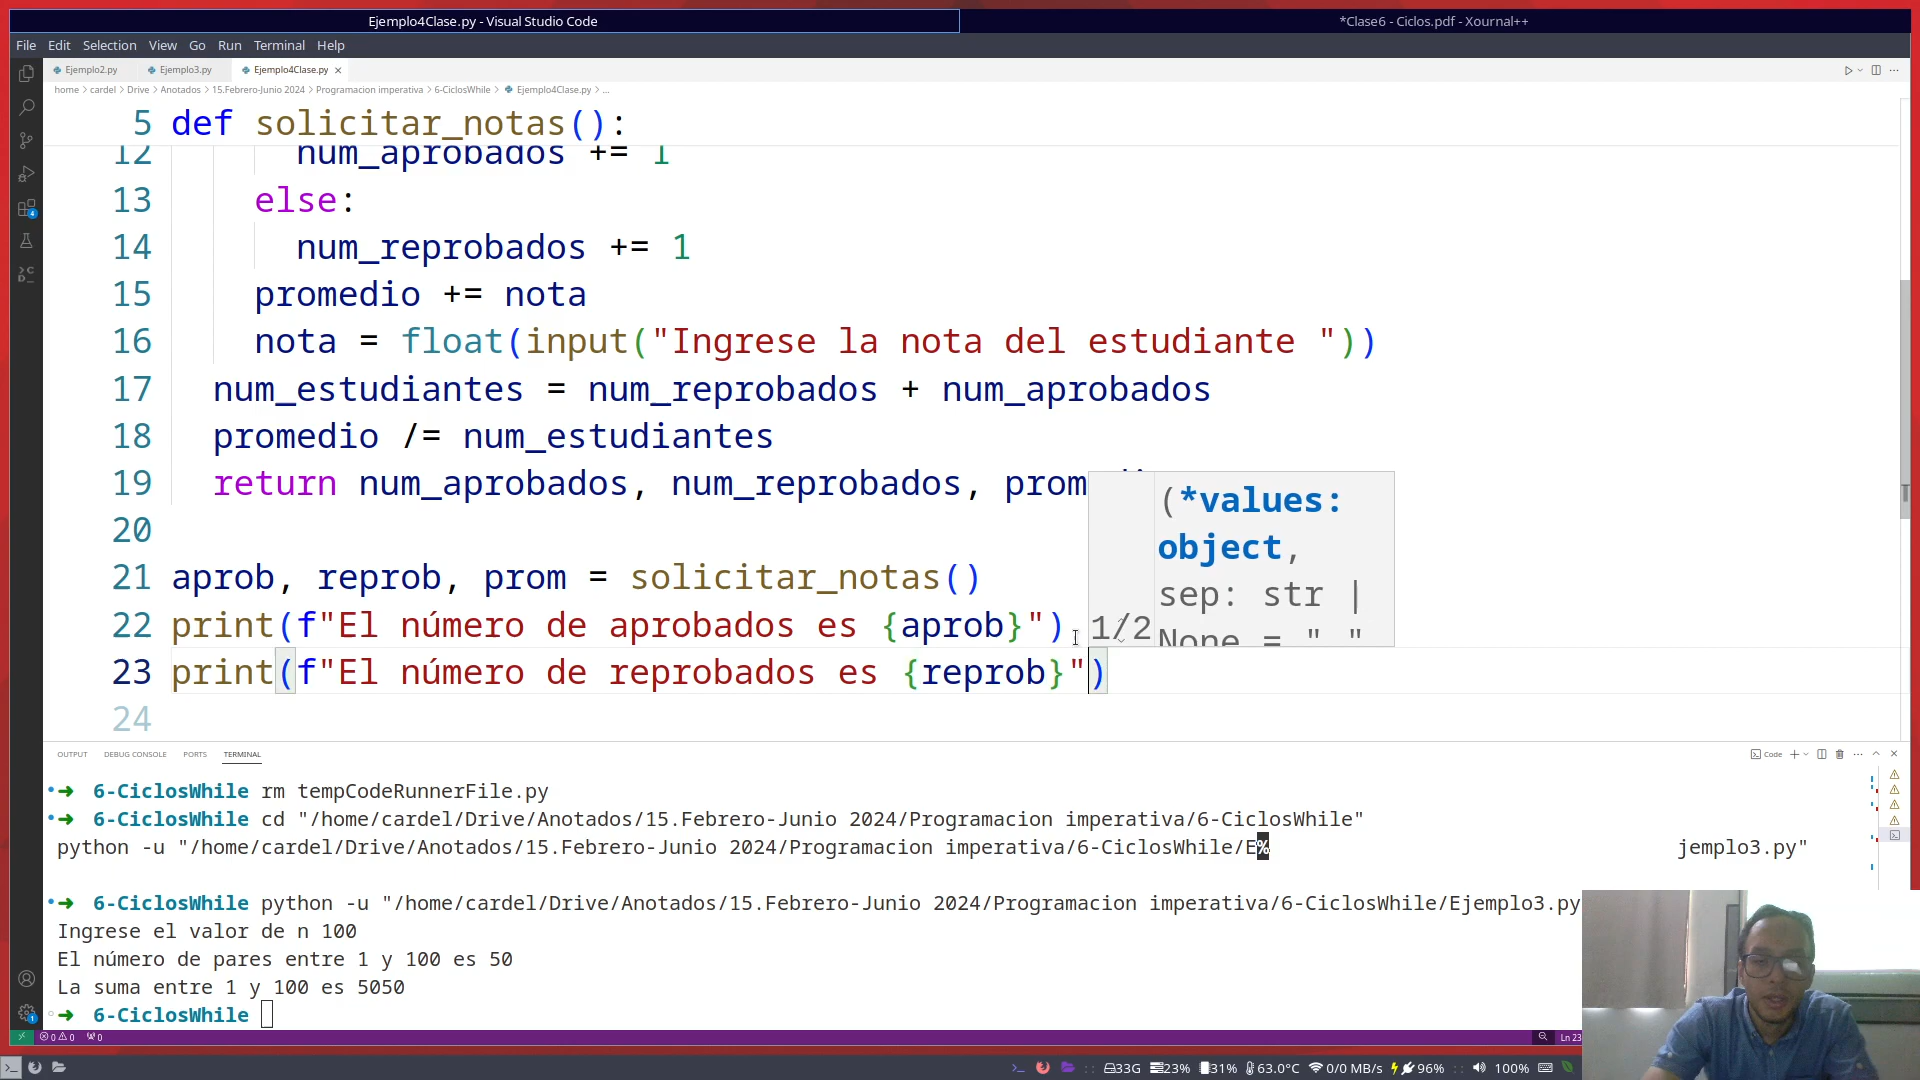 Ejemplo4Clase.py - Visual Studio Code
*Clase6 - Ciclos.pdf - Xournal++
File Edit Selection View Go Run Terminal Help
Ejemplo2.py Ejemplo3.py Ejemplo4Clase.py
home > cardel > Drive > Anotados > 15.Febrero-Junio 2024 > Programacion imperativa > 6-CiclosWhile > Ejemplo4Clase.py > ...
5 def solicitar_notas():
12 num_aprobados += 1
13 else:
14 num_reprobados += 1
15 promedio += nota
16 nota = float(input("Ingrese la nota del estudiante "))
17 num_estudiantes = num_reprobados + num_aprobados
18 promedio /= num_estudiantes
19 return num_aprobados, num_reprobados, prom
(*values:
object,
sep: str |
None = " "
1/2
20
21 aprob, reprob, prom = solicitar_notas()
22 print(f"El número de aprobados es {aprob}")
23 print(f"El número de reprobados es {reprob}")
24
OUTPUT DEBUG CONSOLE PORTS TERMINAL
Code
➜ 6-CiclosWhile rm tempCodeRunnerFile.py
➜ 6-CiclosWhile cd "/home/cardel/Drive/Anotados/15.Febrero-Junio 2024/Programacion imperativa/6-CiclosWhile"
python -u "/home/cardel/Drive/Anotados/15.Febrero-Junio 2024/Programacion imperativa/6-CiclosWhile/E% jemplo3.py"
➜ 6-CiclosWhile python -u "/home/cardel/Drive/Anotados/15.Febrero-Junio 2024/Programacion imperativa/6-CiclosWhile/Ejemplo3.py
Ingrese el valor de n 100
El número de pares entre 1 y 100 es 50
La suma entre 1 y 100 es 5050
➜ 6-CiclosWhile
0 0 0 Ln 23
33G 23% 31% 63.0°C 0/0 MB/s 96% 100%